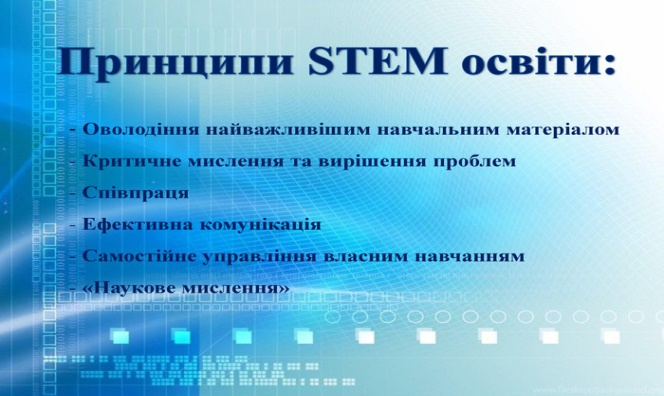 Принципи STEM освіти:
- Оволодіння найважливішим навчальним матеріалом
- Критичне мислення та вирішення проблем
- Співпраця
- Ефективна комунікація
- Самостійне управління власним навчанням
- «Наукове мислення»